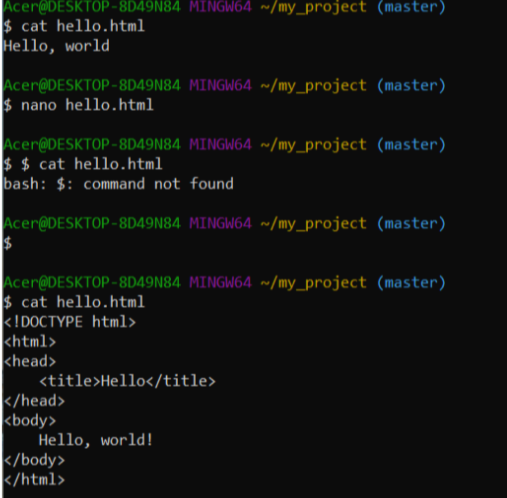 Acer@DESKTOP-8D49N84 MINGW64 ~/my_project (master)
$ cat hello.html
Hello, world
Acer@DESKTOP-8D49N84 MINGW64 ~/my_project (master)
$ nano hello.html
Acer@DESKTOP-8D49N84 MINGW64 ~/my_project (master)
$ $ cat hello.html
bash: $: command not found
Acer@DESKTOP-8D49N84 MINGW64 ~/my_project (master)
$
Acer@DESKTOP-8D49N84 MINGW64 ~/my_project (master)
$ cat hello.html
<!DOCTYPE html>
<html>
<head>
    <title>Hello</title>
</head>
<body>
    Hello, world!
</body>
</html>